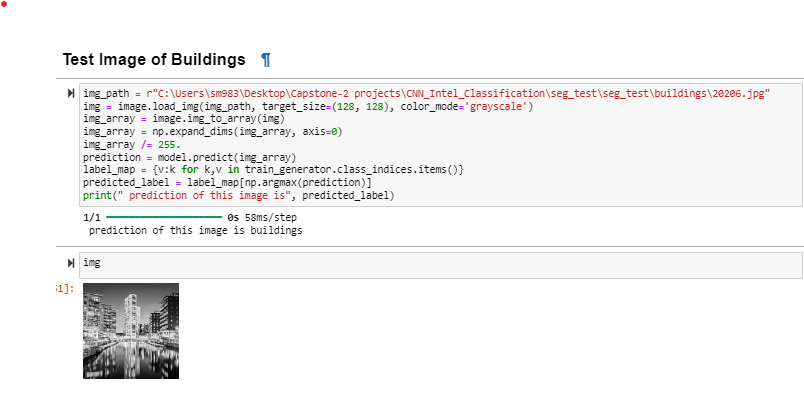 Test Image of Buildings ¶
img_path = r"C:\Users\sm983\Desktop\Capstone-2 projects\CNN_Intel_Classification\seg_test\seg_test\buildings\20206.jpg"
img = image.load_img(img_path, target_size=(128, 128), color_mode='grayscale')
img_array = image.img_to_array(img)
img_array = np.expand_dims(img_array, axis=0)
img_array /= 255.
prediction = model.predict(img_array)
label_map = {v:k for k,v in train_generator.class_indices.items()}
predicted_label = label_map[np.argmax(prediction)]
print(" prediction of this image is", predicted_label)
1/1 0s 58ms/step
prediction of this image is buildings
img
51]: